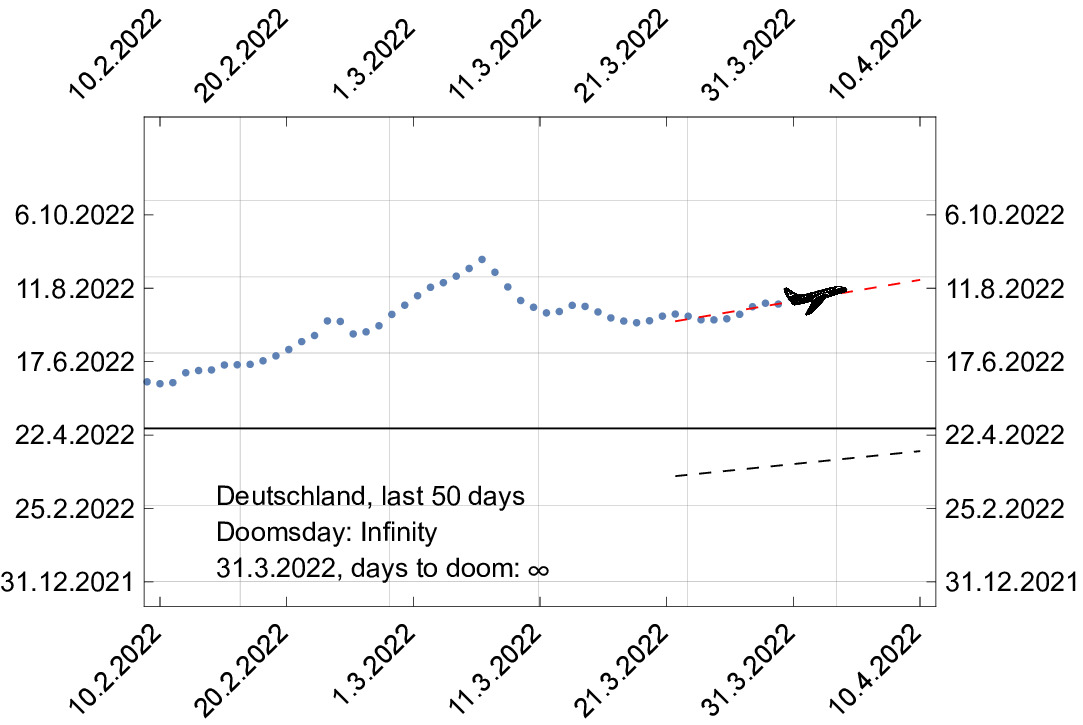 10.2.2022 20.2.2022 1.3.2022 11.3.2022 21.3.2022 31.3.2022 10.4.2022
6.10.2022 6.10.2022
11.8.2022 11.8.2022
17.6.2022 17.6.2022
22.4.2022 22.4.2022
Deutschland, last 50 days
25.2.2022 25.2.2022
Doomsday: Infinity
31.3.2022, days to doom: ∞
31.12.2021 31.12.2021
10.2.2022 20.2.2022 1.3.2022 11.3.2022 21.3.2022 31.3.2022 10.4.2022